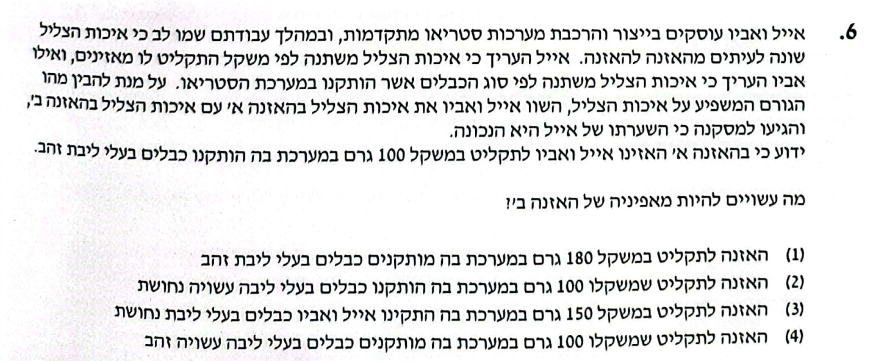 6. אייל ואביו עוסקים בייצור והרכבת מערכות סטריאו מתקדמות, ובמהלך עבודתם שמו לב כי איכות הצליל
שונה לעיתים מהאזנה להאזנה. אייל העריך כי איכות הצליל משתנה לפי משקל התקליט לו מאזינים, ואילו
אביו העריך כי איכות הצליל משתנה לפי סוג הכבלים אשר הותקנו במערכת הסטריאו. על מנת להבין מהו
הגורם המשפיע על איכות הצליל, השוו אייל ואביו את איכות הצליל בהאזנה א' עם איכות הצליל בהאזנה ב',
והגיעו למסקנה כי השערתו של אייל היא הנכונה.
ידוע כי בהאזנה א' האזינו אייל ואביו לתקליט במשקל 100 גרם במערכת בה הותקנו כבלים בעלי ליבת זהב.
מה עשויים להיות מאפיניה של האזנה ב'?
(1) האזנה לתקליט במשקל 180 גרם במערכת בה מותקנים כבלים בעלי ליבת זהב
(2) האזנה לתקליט שמשקלו 100 גרם במערכת בה הותקנו כבלים בעלי ליבה עשויה נחושת
(3) האזנה לתקליט במשקל 150 גרם במערכת בה התקינו אייל ואביו כבלים בעלי ליבת נחושת
(4) האזנה לתקליט שמשקלו 100 גרם במערכת בה מותקנים כבלים בעלי ליבה עשויה זהב